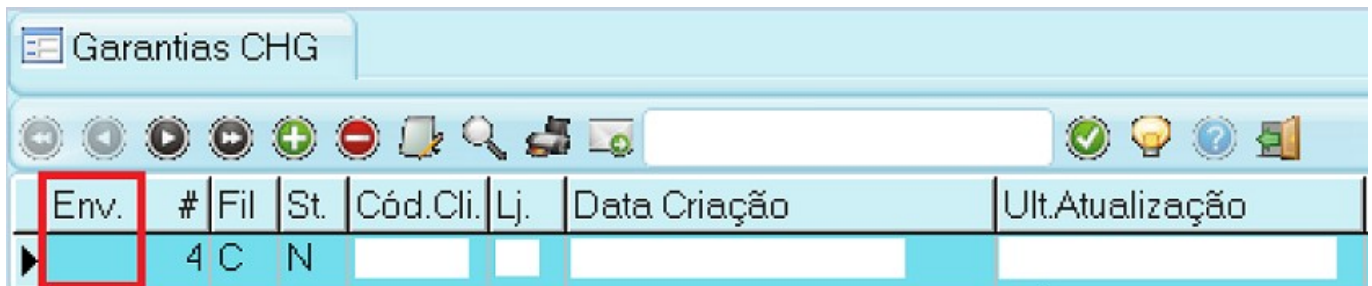 Garantias CHG
Env. # Fil St. Cód.Cli. Lj. Data Criação Ult.Atualização
4 C N